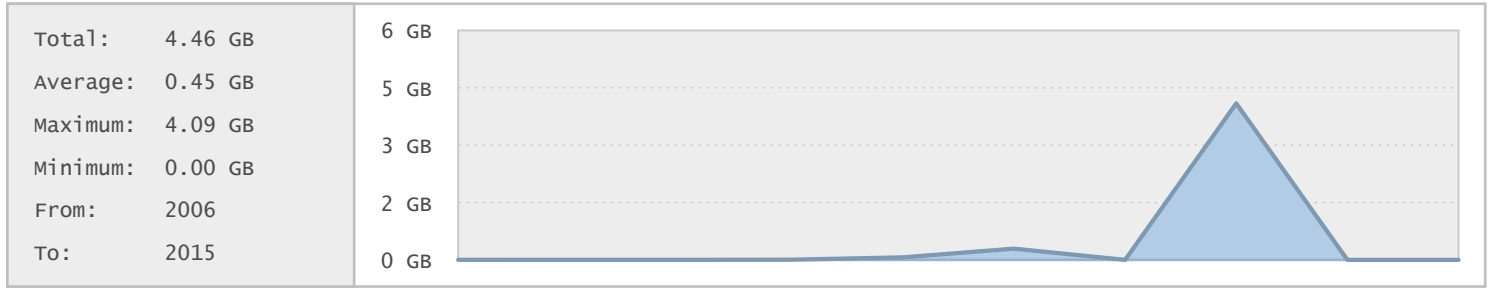 Total: 4.46 GB
Average: 0.45 GB
Maximum: 4.09 GB
Minimum: 0.00 GB
From: 2006
To: 2015
6 GB
5 GB
3 GB
2 GB
0 GB